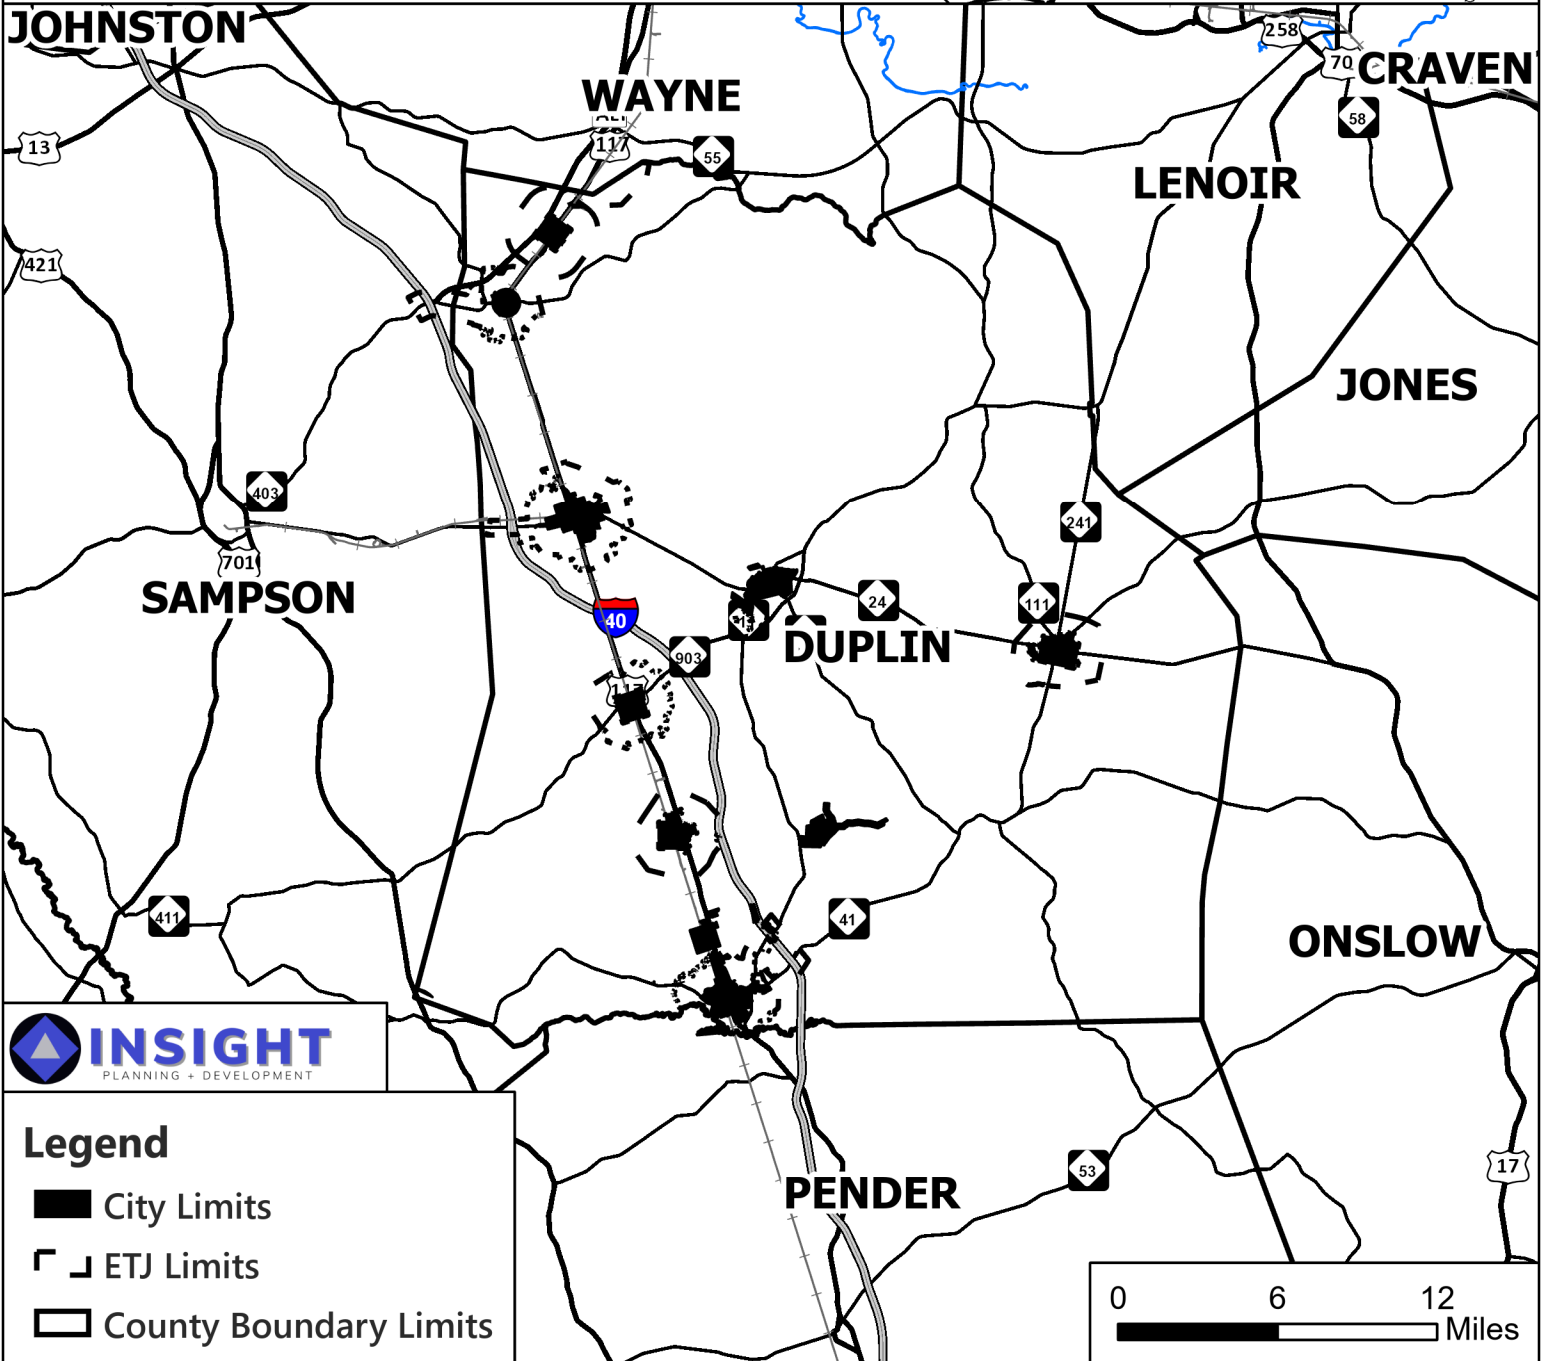 JOHNSTON
258
70
CRAVEN
WAYNE
58
13
117
55
LENOIR
421
JONES
403
241
701
SAMPSON
111
24
40
DUPLIN
903
117
411
41
ONSLOW
INSIGHT
PLANNING + DEVELOPMENT
Legend
City Limits
ETJ Limits
County Boundary Limits
53
17
PENDER
0 6 12
Miles